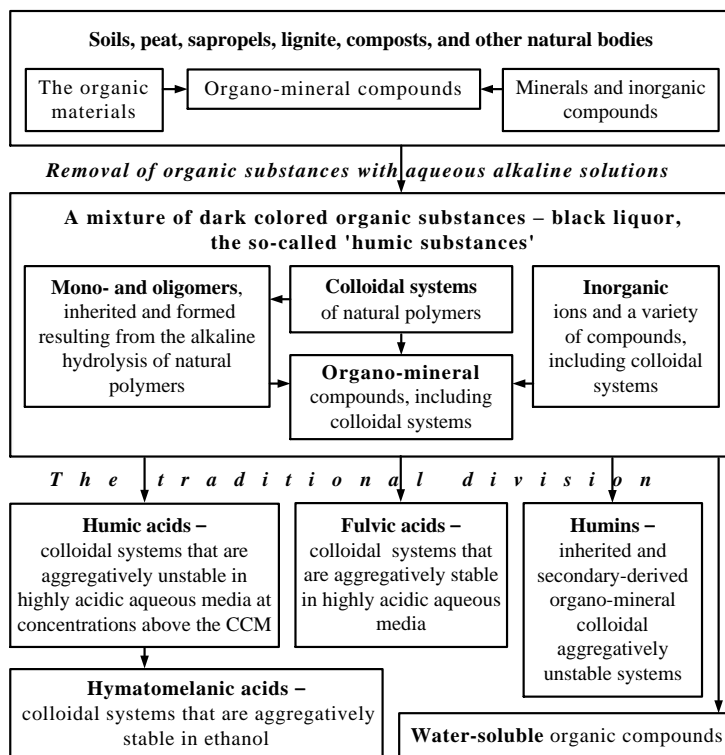 Soils, peat, sapropels, lignite, composts, and other natural bodies
The organic
materials
Organo-mineral compounds
Minerals and inorganic
compounds
Removal of organic substances with aqueous alkaline solutions
A mixture of dark colored organic substances – black liquor,
the so-called 'humic substances'
Mono- and oligomers,
inherited and formed
resulting from the alkaline
hydrolysis of natural
polymers
Colloidal systems
of natural polymers
Inorganic
ions and a variety
of compounds,
including colloidal
systems
Organo-mineral
compounds, including
colloidal systems
The traditional division
Humic acids –
colloidal systems that are
aggregatively unstable in
highly acidic aqueous media at
concentrations above the CCM
Fulvic acids –
colloidal systems that
are aggregatively stable
in highly acidic aqueous
media
Humins –
inherited and
secondary-derived
organo-mineral
colloidal
aggregatively
unstable systems
Hymatomelanic acids –
colloidal systems that are aggregatively
stable in ethanol
Water-soluble organic compounds